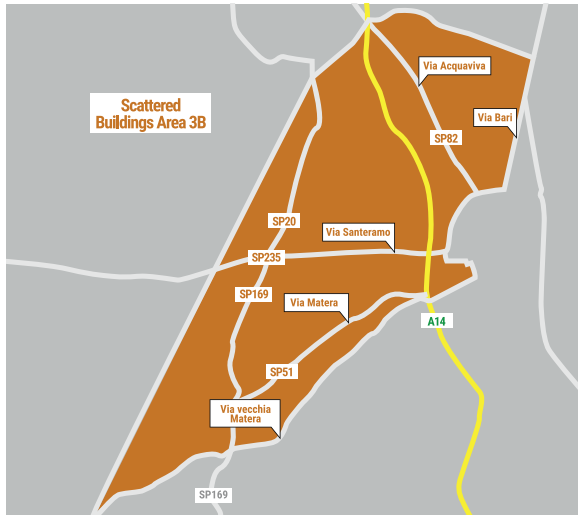 Via Acquaviva
Scattered
Buildings Area 3B
Via Bari
SP82
SP20
Via Santeramo
SP235
SP169
Via Matera
A14
SP51
Via vecchia
Matera
SP169